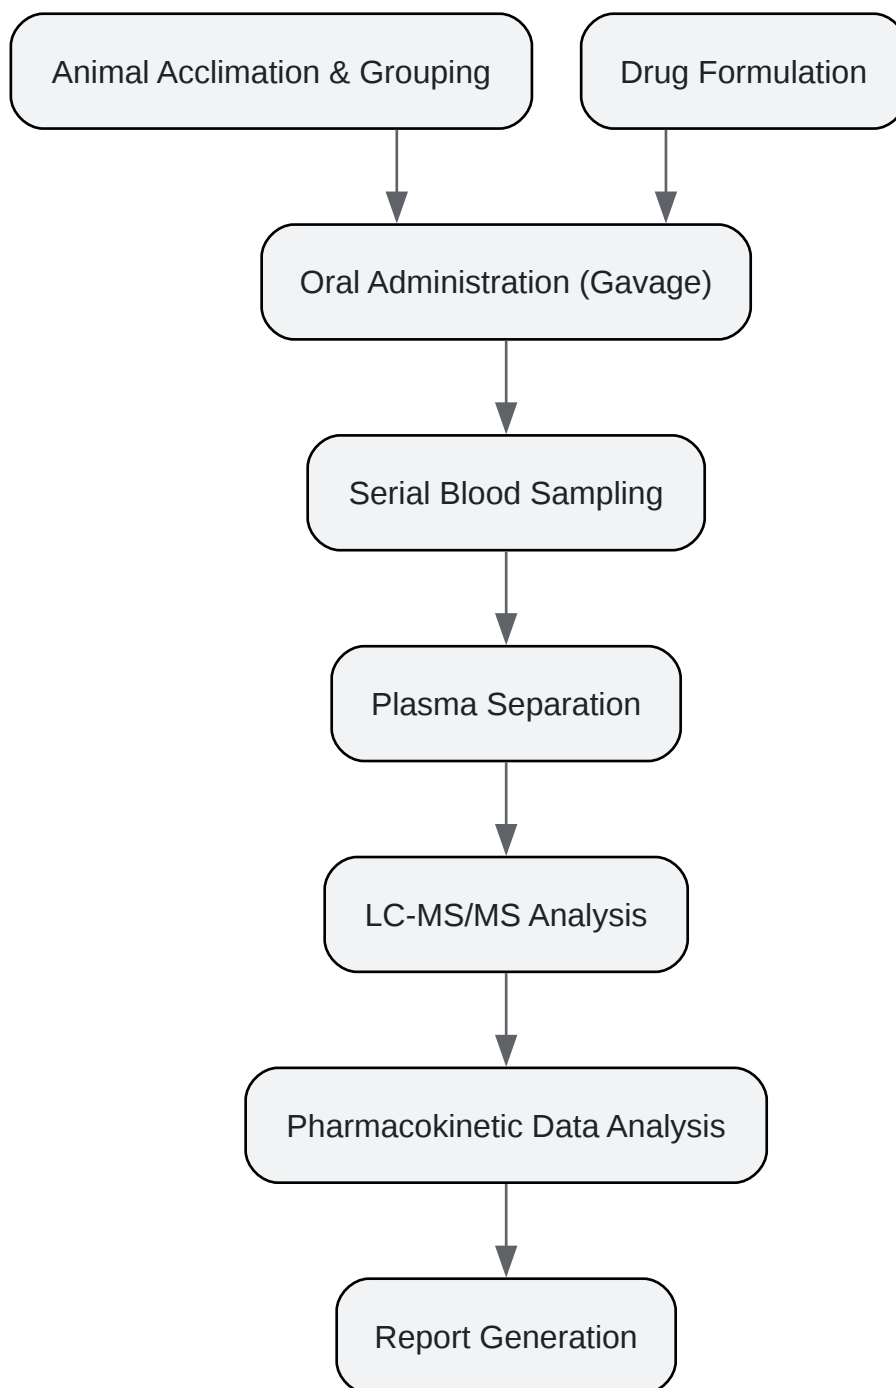 Animal Acclimation & Grouping
Drug Formulation
Oral Administration (Gavage)
Serial Blood Sampling
Plasma Separation
LC-MS/MS Analysis
Pharmacokinetic Data Analysis
Report Generation